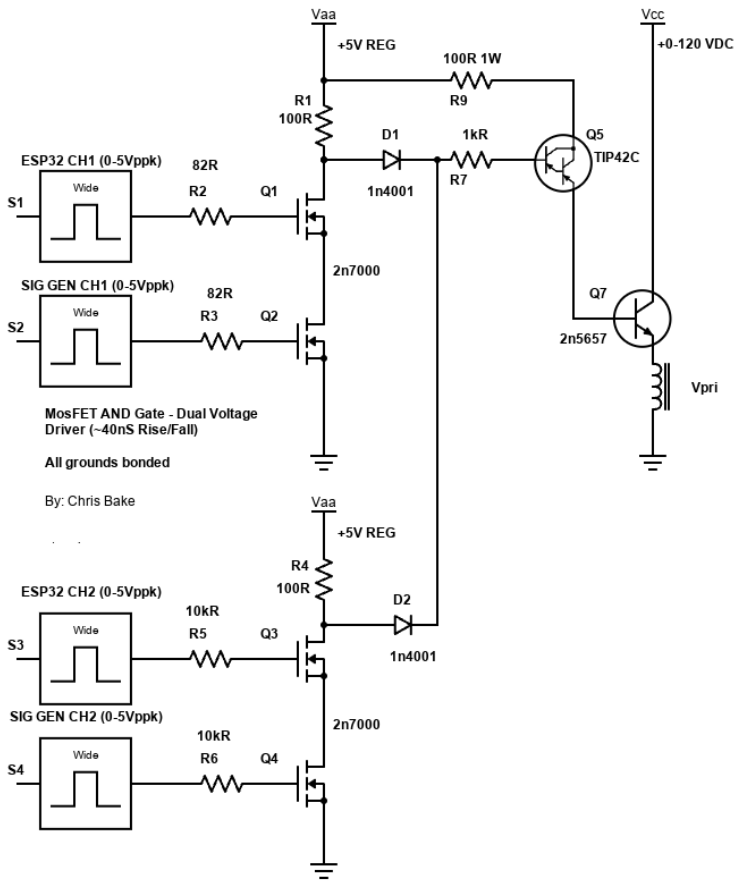 Vaa
Vcc
+5V REG
+0-120 VDC
100R 1W
R9
R1
100R
D1
1kR
Q5
TIP42C
1n4001
R7
ESP32 CH1 (0-5Vppk)
82R
Wide
S1
R2
Q1
2n7000
SIG GEN CH1 (0-5Vppk)
82R
Wide
S2
R3
Q2
Q7
2n5657
Vpri
MosFET AND Gate - Dual Voltage
Driver (~40nS Rise/Fall)
All grounds bonded
By: Chris Bake
Vaa
+5V REG
R4
100R
D2
1n4001
ESP32 CH2 (0-5Vppk)
10kR
Wide
S3
R5
Q3
2n7000
SIG GEN CH2 (0-5Vppk)
10kR
Wide
S4
R6
Q4